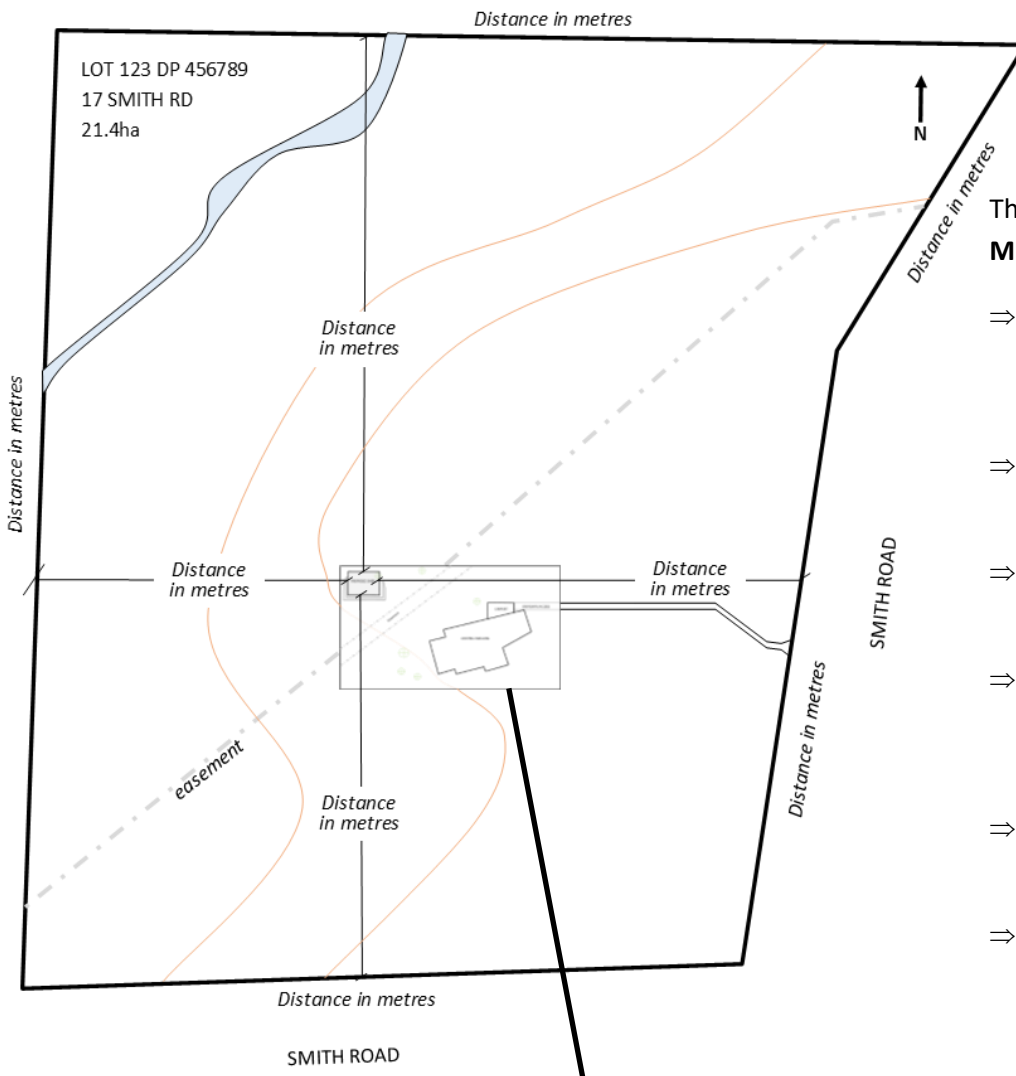 Distance in metres
LOT 123 DP 456789
17 SMITH RD
21.4ha
N
Distance in metres
Th
M
⇒
Distance
in metres
Distance in metres
⇒
Distance
in metres
Distance
in metres
⇒
SMITH ROAD
⇒
Distance in metres
easement
Distance
in metres
⇒
⇒
Distance in metres
SMITH ROAD